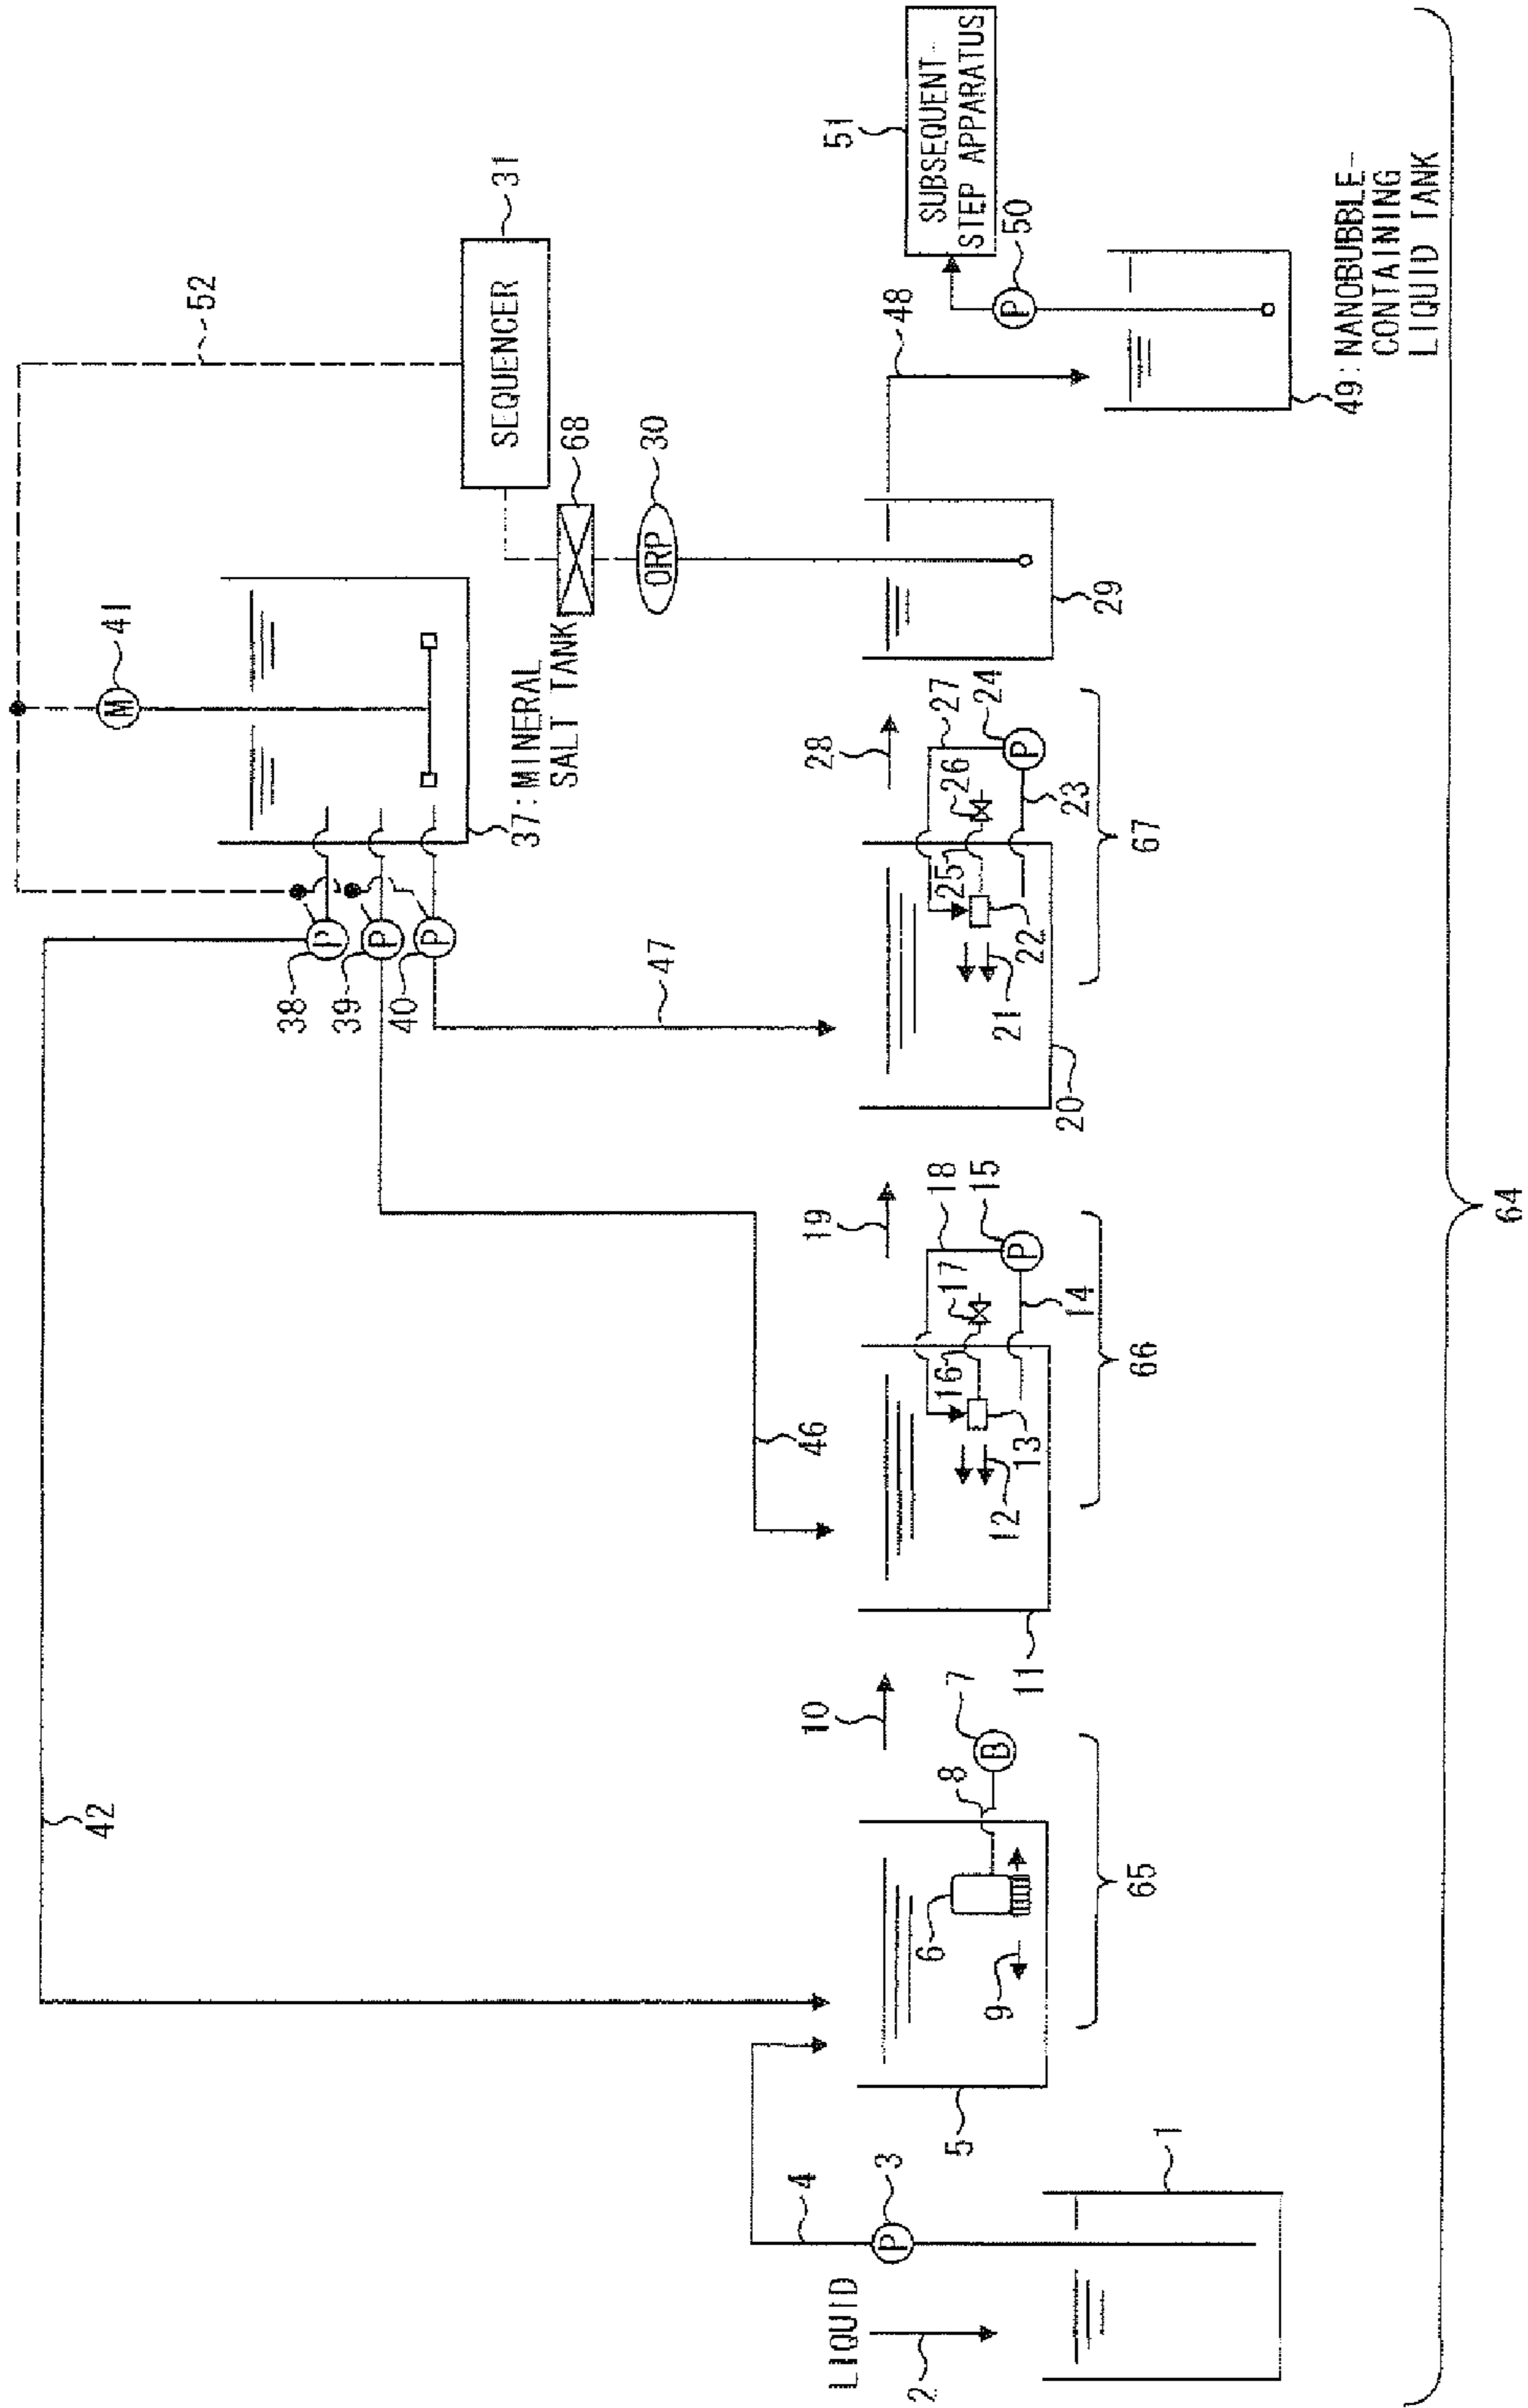 52
41
SEQUENCER
31
68
ORP
30
M
37:MINERAL
SALT TANK
P
P
P
38
39
40
42
46
47
LIQUID
2
4
P
3
1
5
6
8
B
7
9
10
65
11
12
13
16
17
14
18
P
15
19
66
20
21
22
25
26
23
27
P
24
28
67
29
48
P
50
51
SUBSEQUENT-
STEP APPARATUS
49:NANOBUBBLE-
CONTAINING
LIQUID TANK
64